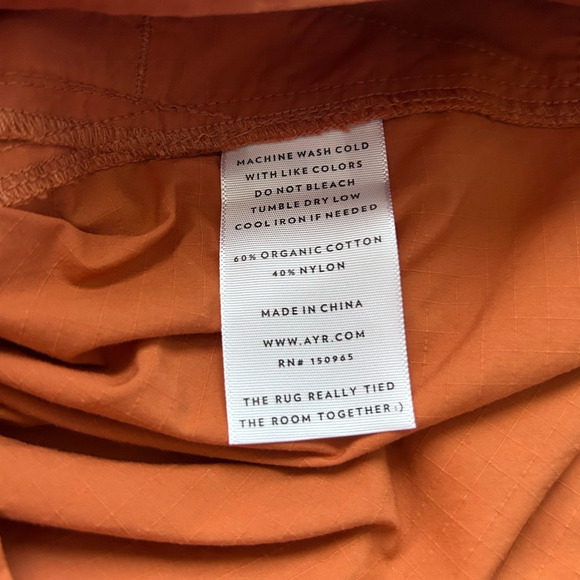 MACHINE WASH COLD
WITH LIKE COLORS
DO NOT BLEACH
TUMBLE DRY LOW
COOL IRON IF NEEDED
60% ORGANIC COTTON
40% NYLON
MADE IN CHINA
WWW.AYR.COM
RN# 150965
THE RUG REALLY TIED
THE ROOM TOGETHER:)